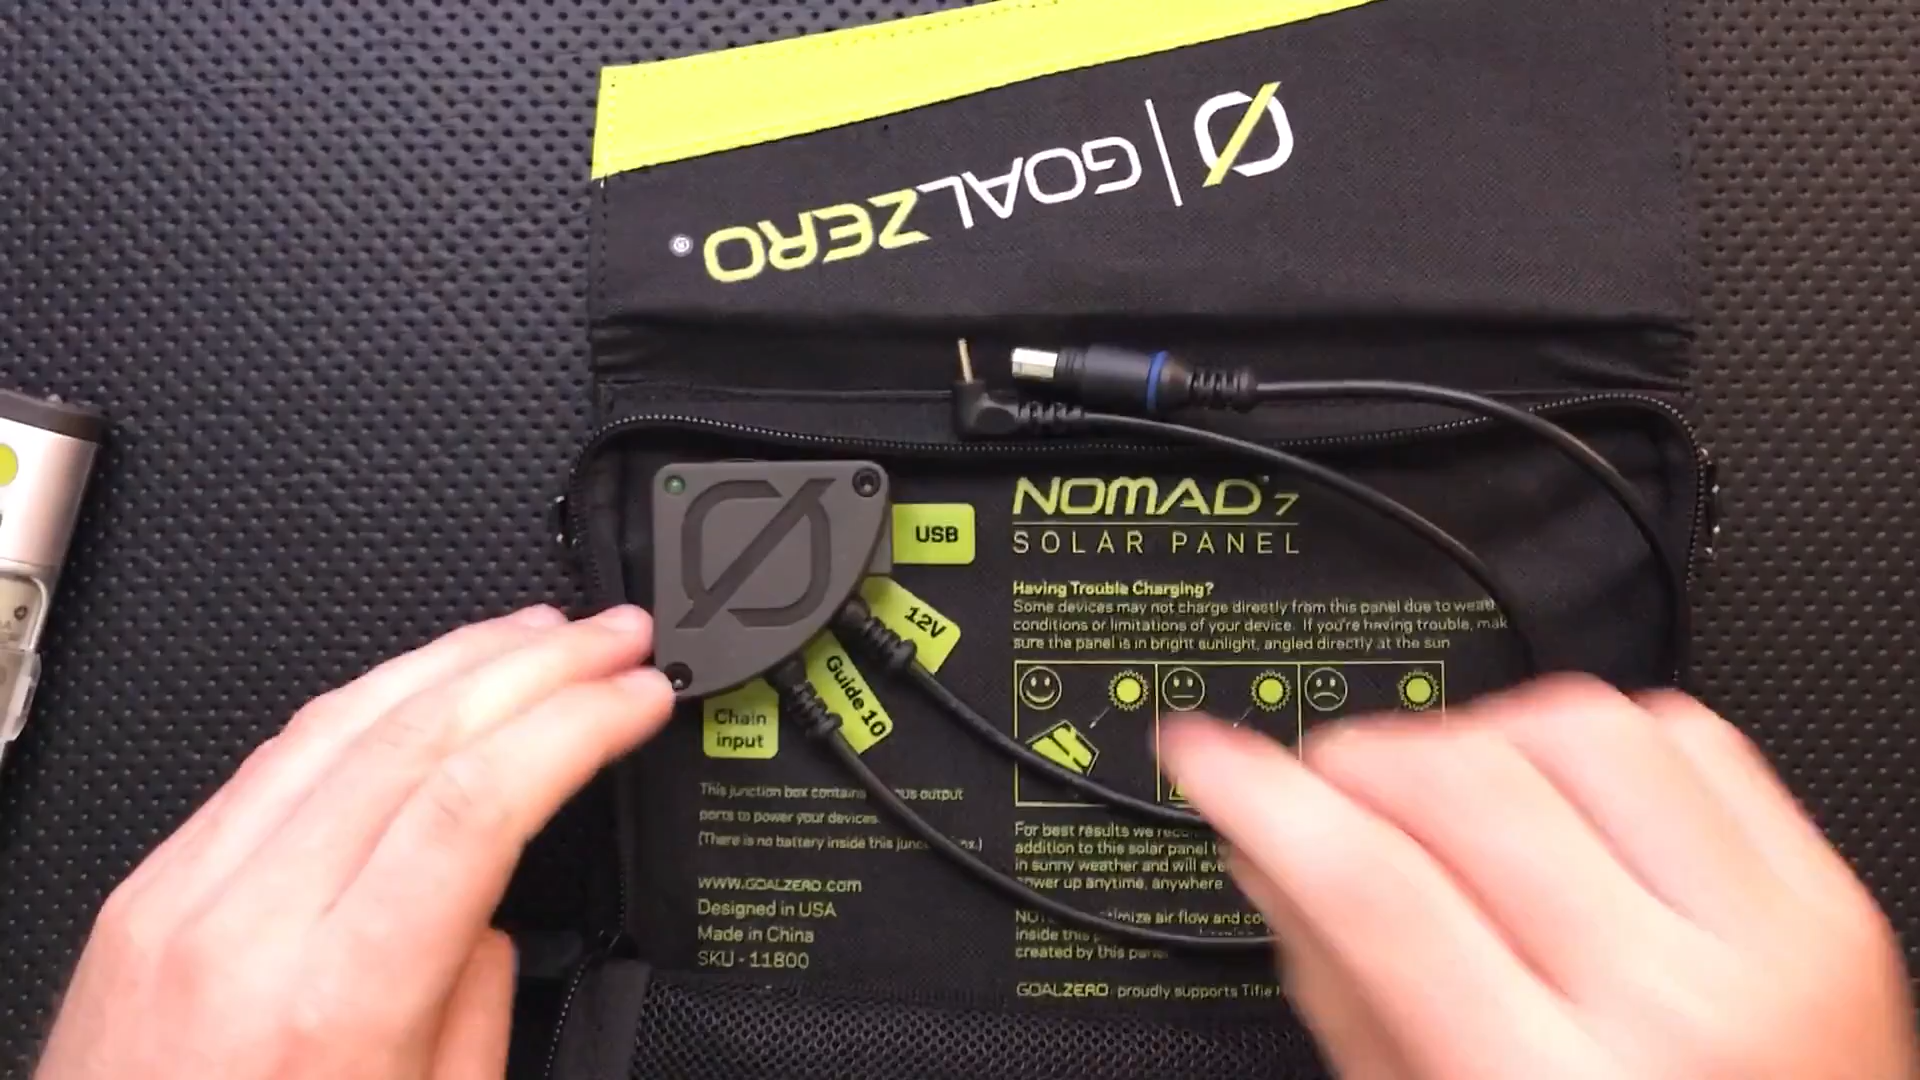 GOALZERO®
NOMAD 7
SOLAR PANEL
USB
12V
Guide 10
Chain
input
Having Trouble Charging?
Some devices may not charge directly from this panel due to
conditions or limitations of your device. If you're having trouble,
sure the panel is in bright sunlight, angled directly at the sun
This junction box contains output
ports to power your devices.
(There is no battery inside this
www.GOALZERO.com
Designed in USA
Made in China
SKU - 11800
For best results we
addition to this solar panel
in sunny weather and will
power up anytime, anywhere
air flow and
inside
created by this
GOALZERO proudly supports Tifie